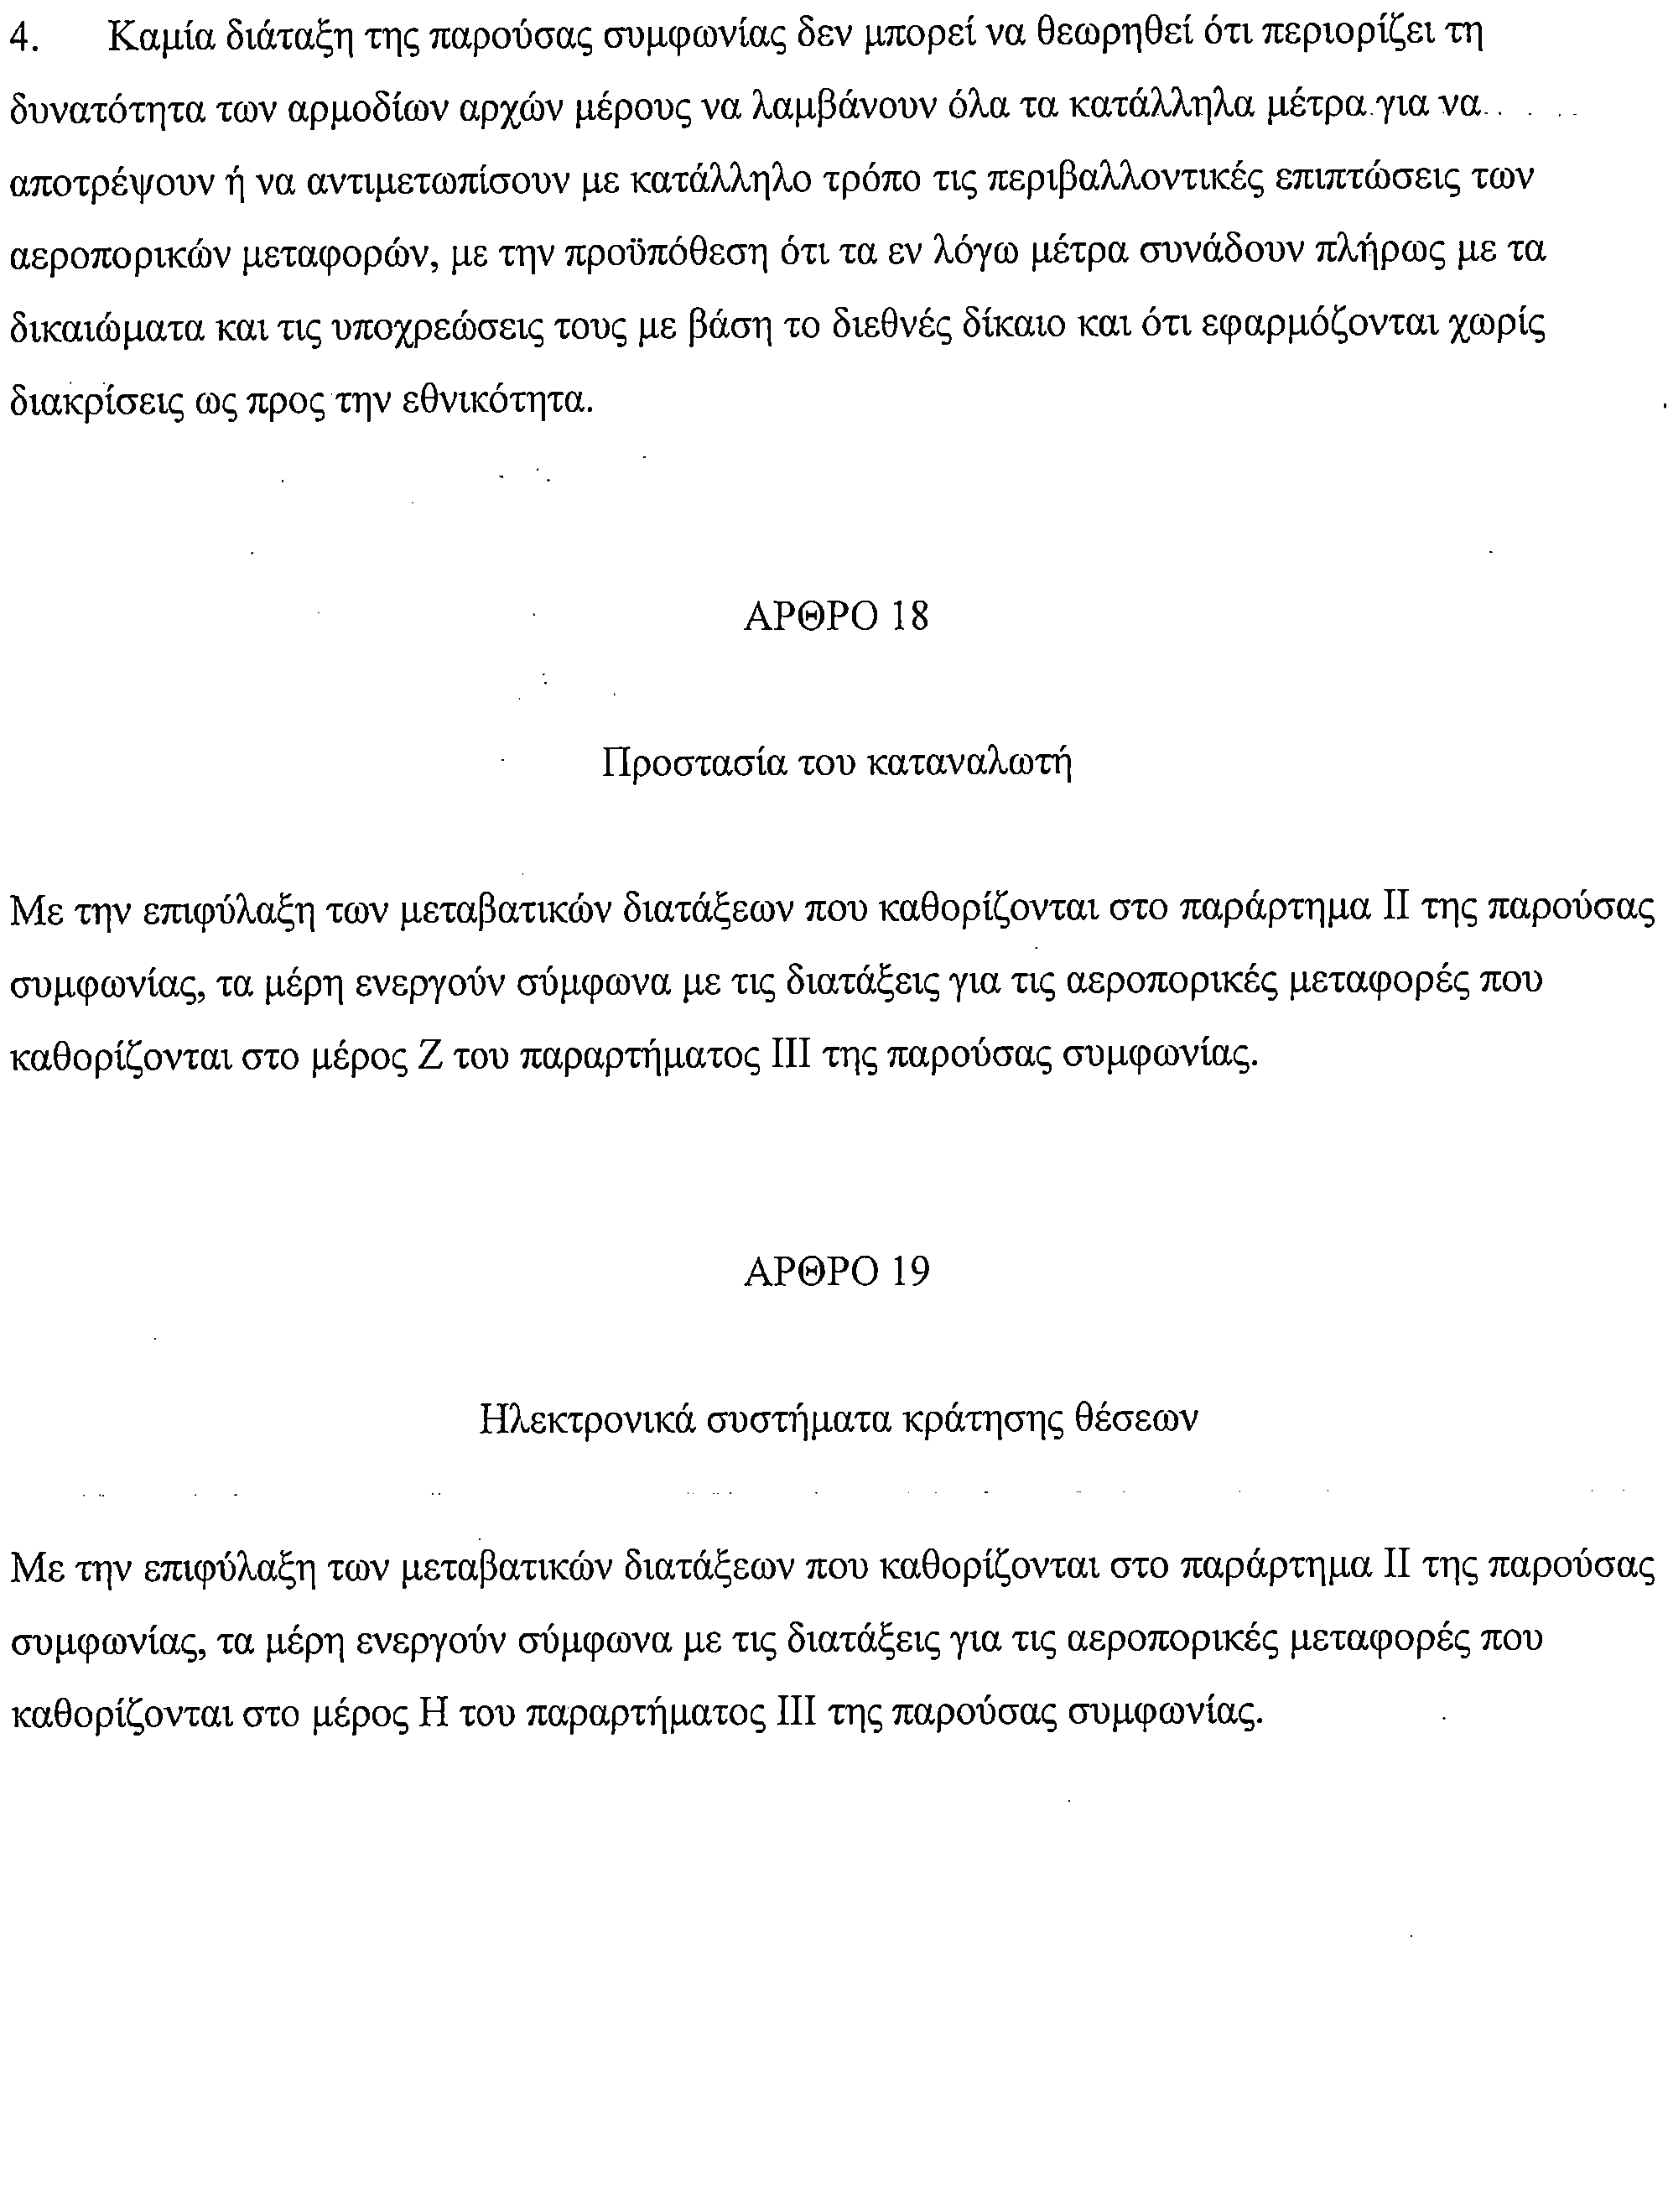 4. Καμία διάταξη της παρούσας συμφωνίας δεν μπορεί να θεωρηθεί ότι περιορίζει τη
δυνατότητα των αρμοδίων αρχών μέρους να λαμβάνουν όλα τα κατάλληλα μέτρα για να
αποτρέψουν ή να αντιμετωπίσουν με κατάλληλο τρόπο τις περιβαλλοντικές επιπτώσεις των
αεροπορικών μεταφορών, με την προϋπόθεση ότι τα εν λόγω μέτρα συνάδουν πλήρως με τα
δικαιώματα και τις υποχρεώσεις τους με βάση το διεθνές δίκαιο και ότι εφαρμόζονται χωρίς
διακρίσεις ως προς την εθνικότητα.
ΑΡΘΡΟ 18
Προστασία του καταναλωτή
Με την επιφύλαξη των μεταβατικών διατάξεων που καθορίζονται στο παράρτημα ΙΙ της παρούσας
συμφωνίας, τα μέρη ενεργούν σύμφωνα με τις διατάξεις για τις αεροπορικές μεταφορές που
καθορίζονται στο μέρος Ζ του παραρτήματος ΙΙΙ της παρούσας συμφωνίας.
ΑΡΘΡΟ 19
Ηλεκτρονικά συστήματα κράτησης θέσεων
Με την επιφύλαξη των μεταβατικών διατάξεων που καθορίζονται στο παράρτημα ΙΙ της παρούσας
συμφωνίας, τα μέρη ενεργούν σύμφωνα με τις διατάξεις για τις αεροπορικές μεταφορές που
καθορίζονται στο μέρος Η του παραρτήματος ΙΙΙ της παρούσας συμφωνίας.